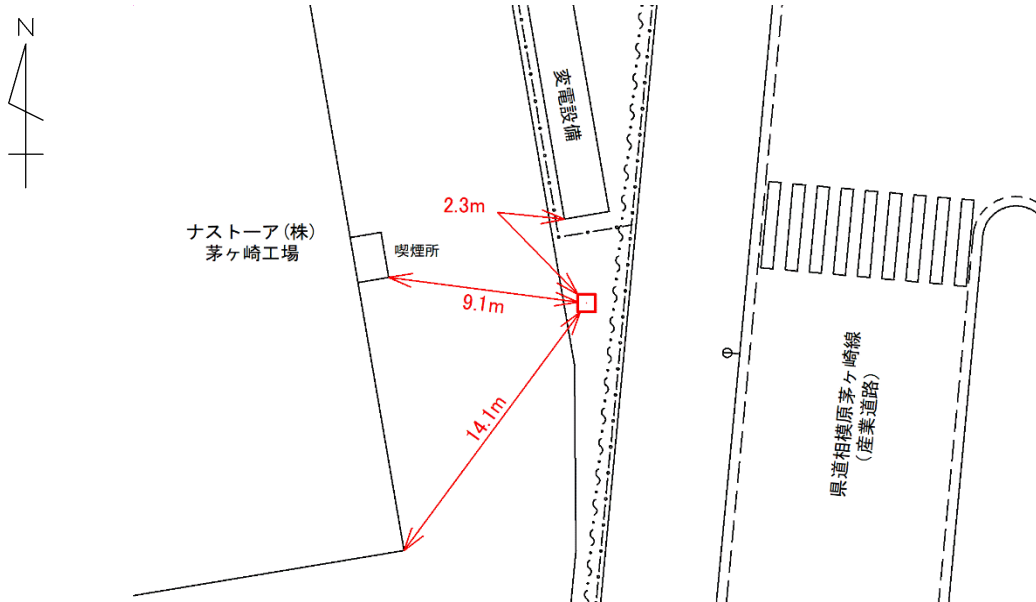 N
変電設備
2.3m
ナストーア(株)
茅ヶ崎工場
喫煙所
9.1m
14.1m
県道相模原茅ヶ崎線
(産業道路)